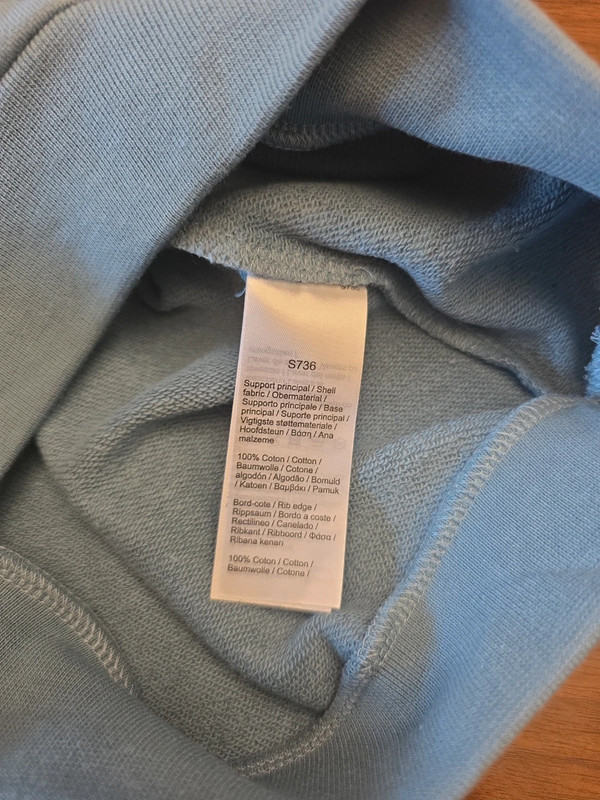 S736
Support principal / Shell
fabric / Obermaterial /
Supporto principale / Base
principal / Suporte principal /
Vigtigste støttemateriale /
Hoofdsteun / Βάση / Ana
malzeme
100% Coton / Cotton /
Baumwolle / Cotone /
algodón / Algodão / Bomuld
/ Katoen / Βαμβάκι / Pamuk
Bord-cote / Rib edge /
Rippsaum / Bordo a coste /
Rectilíneo / Canelado /
Ribkant / Ribboord / Φάσα /
Ribana kenarı
100% Coton / Cotton /
Baumwolle / Cotone /